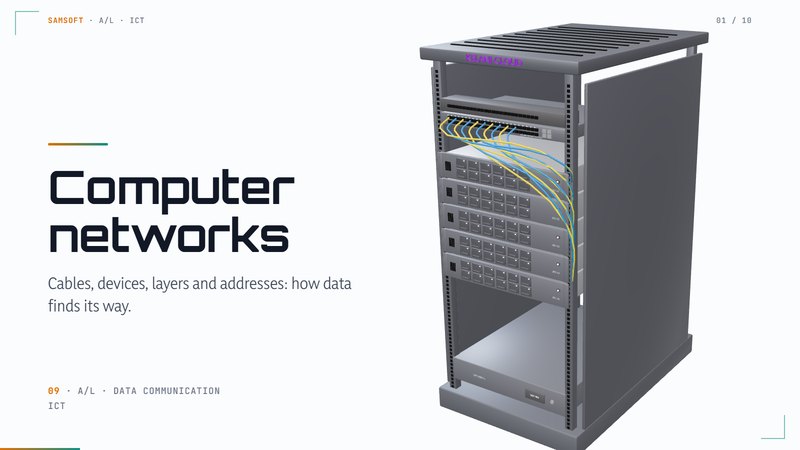 SAMSOFT · A/L · ICT
01 / 10
Computer
networks
Cables, devices, layers and addresses: how data
finds its way.
09 · A/L · DATA COMMUNICATION
ICT